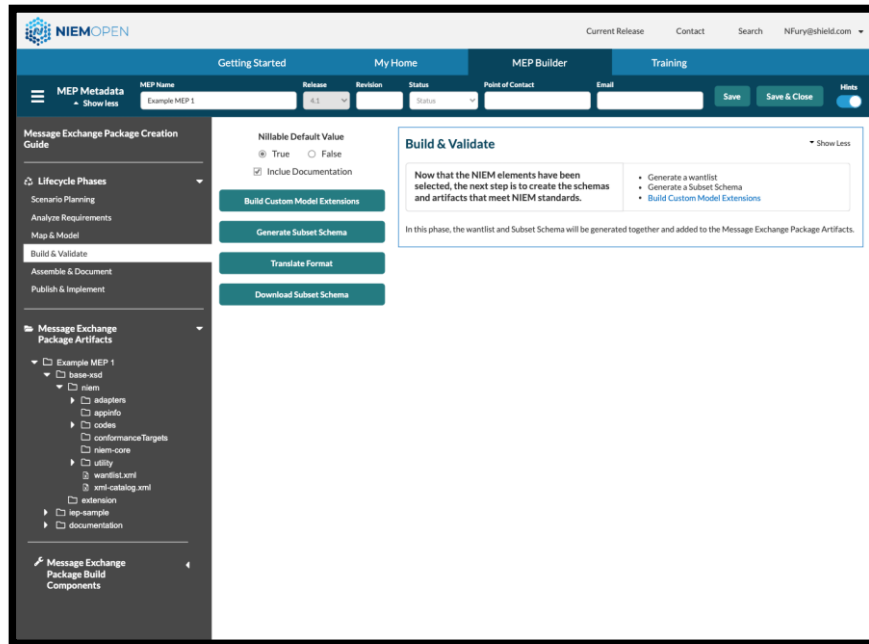 NIEMOPEN
Current Release
Contact
Search
NFury@shield.com
Getting Started
My Home
MEP Builder
Training
MEP Metadata
Show less
MEP Name
Example MEP 1
Release
4.1
Revision
Status
Status
Point of Contact
Email
Save
Save & Close
Hints
Message Exchange Package Creation
Guide
Lifecycle Phases
Scenario Planning
Analyze Requirements
Map & Model
Build & Validate
Assemble & Document
Publish & Implement
Message Exchange
Package Artifacts
Example MEP 1
base-xsd
niem
adapters
appinfo
codes
conformanceTargets
niem-core
utility
wantlist.xml
xml-catalog.xml
extension
iep-sample
documentation
Message Exchange
Package Build
Components
Nillable Default Value
True
False
Inclue Documentation
Build Custom Model Extensions
Generate Subset Schema
Translate Format
Download Subset Schema
Build & Validate
Show Less
Now that the NIEM elements have been
selected, the next step is to create the schemas
and artifacts that meet NIEM standards.
Generate a wantlist
Generate a Subset Schema
Build Custom Model Extensions
In this phase, the wantlist and Subset Schema will be generated together and added to the Message Exchange Package Artifacts.